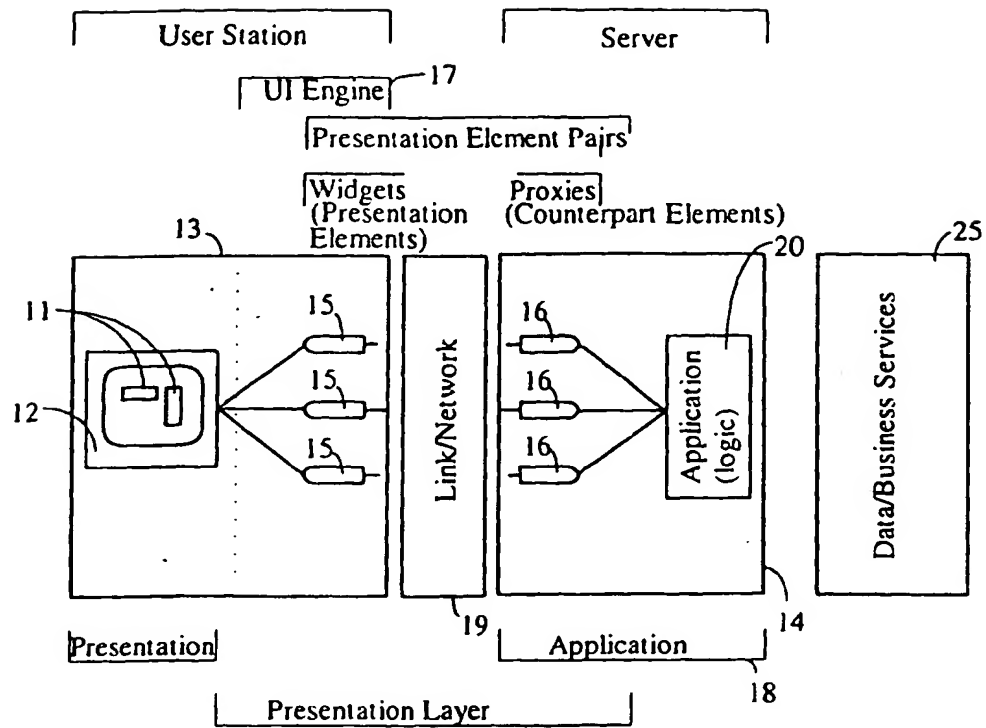 User Station
Server
UI Engine
17
Presentation Element Pairs
Widgets
(Presentation
Elements)
Proxies
(Counterpart Elements)
13
20
25
11
15
16
12
15
16
15
16
Link/Network
Application
(logic)
Data/Business Services
19
14
Presentation
Application
18
Presentation Layer